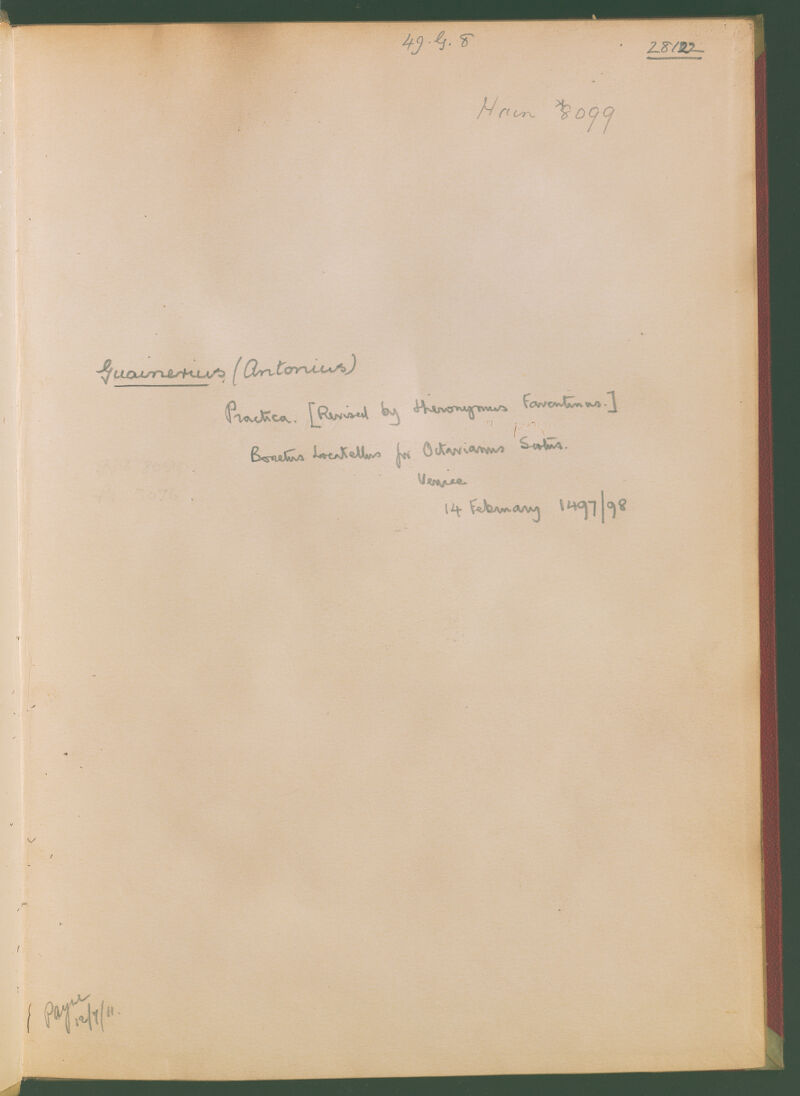 49. G. 8
28122
Hain *8099
Guainerius (Antonius)
Practica. [Revised by Hieronymus Faventinus.]
Bonetus Locatellus for Octavianus Scotus.
Venice
14 February 1497/98
Payne
12/7/11.